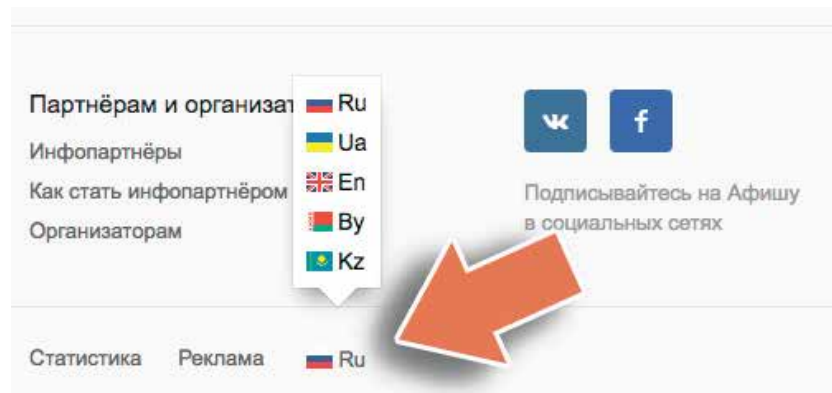 Партнёрам и организат
Инфопартнёры
Как стать инфопартнёром
Организаторам
Ru
Ua
En
By
Kz
Подписывайтесь на Афишу
в социальных сетях
Статистика Реклама Ru